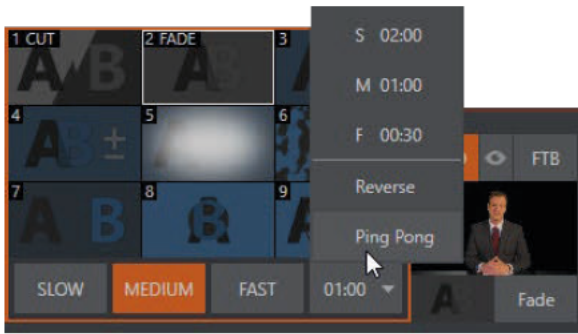 1 CUT
2 FADE
3
S 02:00
M 01:00
F 00:30
Reverse
Ping Pong
4
A B ±
5
6
FTB
7
A B
8
B
9
A
SLOW
MEDIUM
FAST
01:00
A
Fade